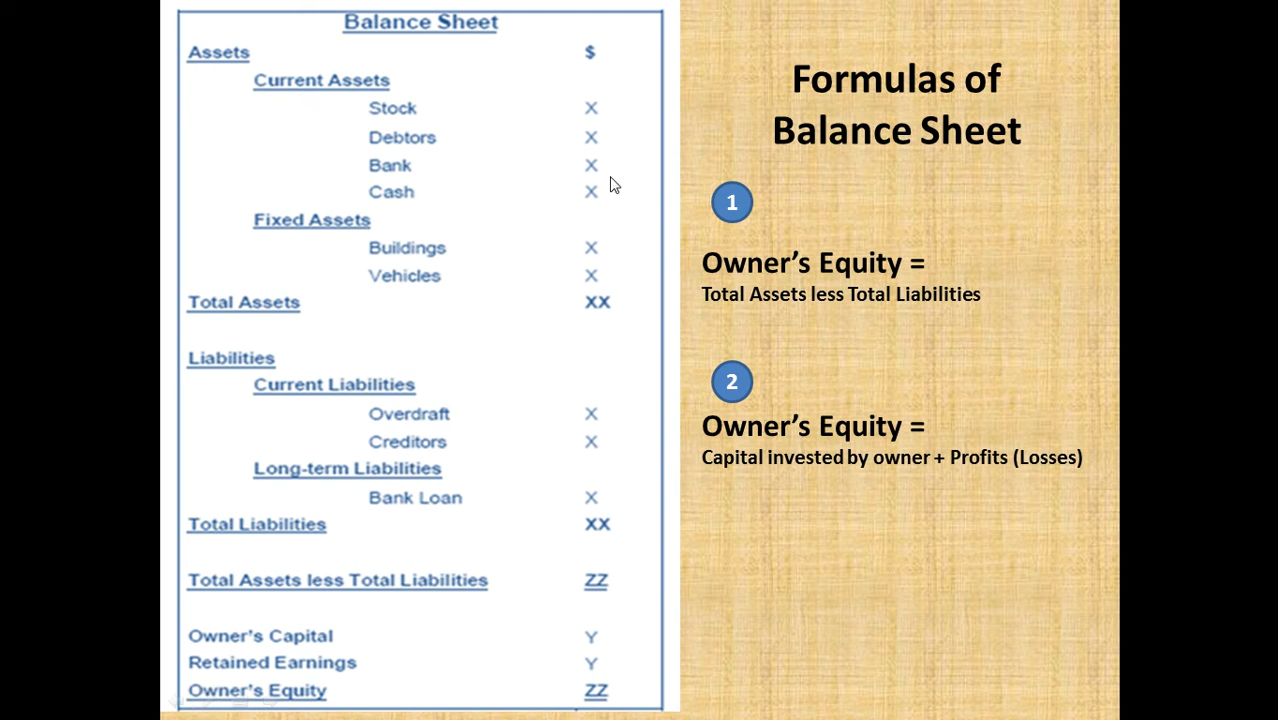 Balance Sheet
Assets $
Current Assets
Stock X
Debtors X
Bank X
Cash X
Fixed Assets
Buildings X
Vehicles X
Total Assets XX
Liabilities
Current Liabilities
Overdraft X
Creditors X
Long-term Liabilities
Bank Loan X
Total Liabilities XX
Total Assets less Total Liabilities ZZ
Owner's Capital Y
Retained Earnings Y
Owner's Equity ZZ
Formulas of
Balance Sheet
1
Owner’s Equity =
Total Assets less Total Liabilities
2
Owner’s Equity =
Capital invested by owner + Profits (Losses)